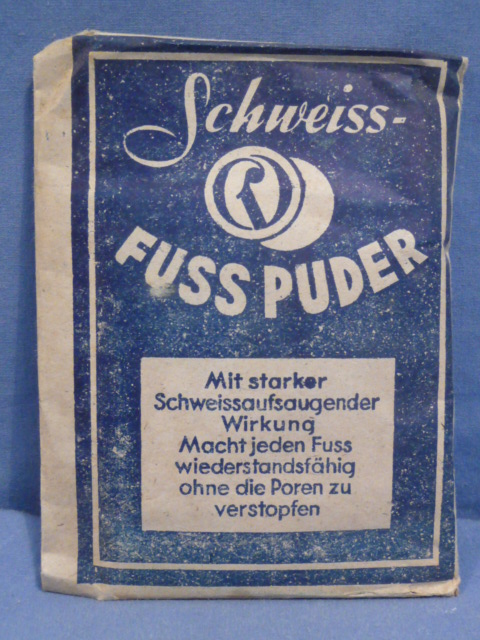 Schweiss-
FUSS PUDER
Mit starker
Schweissaufsaugender
Wirkung
Macht jeden Fuss
wiederstandsfähig
ohne die Poren zu
verstopfen